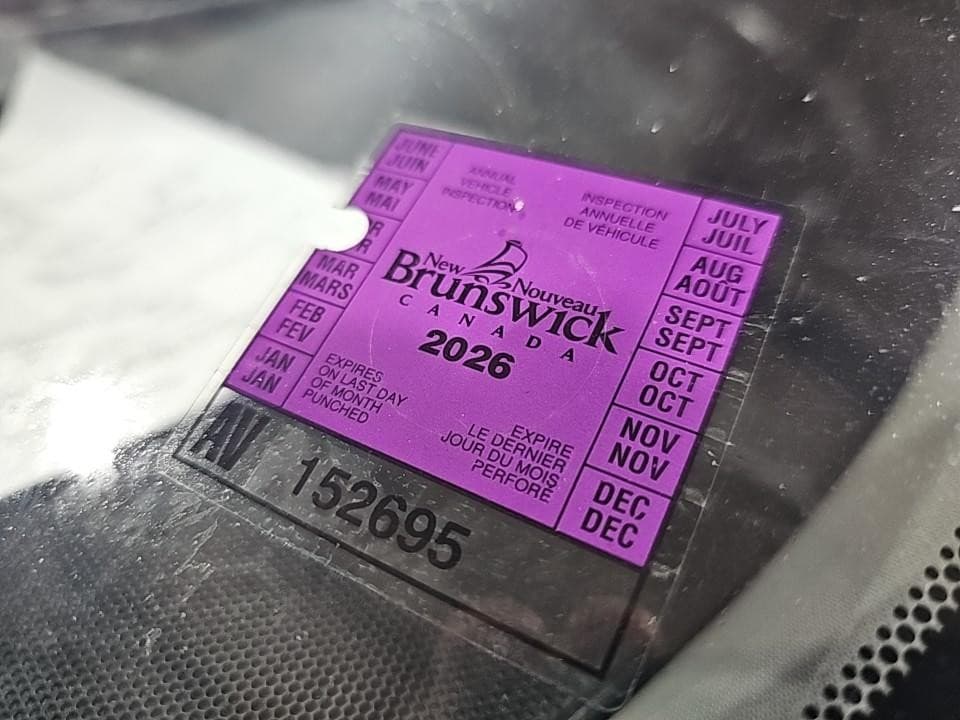 JUNE
JUIN
MAY
MAI
R
R
MAR
MARS
FEB
FEV
JAN
JAN
ANNUAL
VEHICLE
INSPECTION
INSPECTION
ANNUELLE
DE VÉHICULE
New Nouveau
Brunswick
CANADA
2026
EXPIRES
ON LAST DAY
OF MONTH
PUNCHED
EXPIRE
LE DERNIER
JOUR DU MOIS
PERFORÉ
JULY
JUIL
AUG
AOÛT
SEPT
SEPT
OCT
OCT
NOV
NOV
DEC
DEC
AV 152695